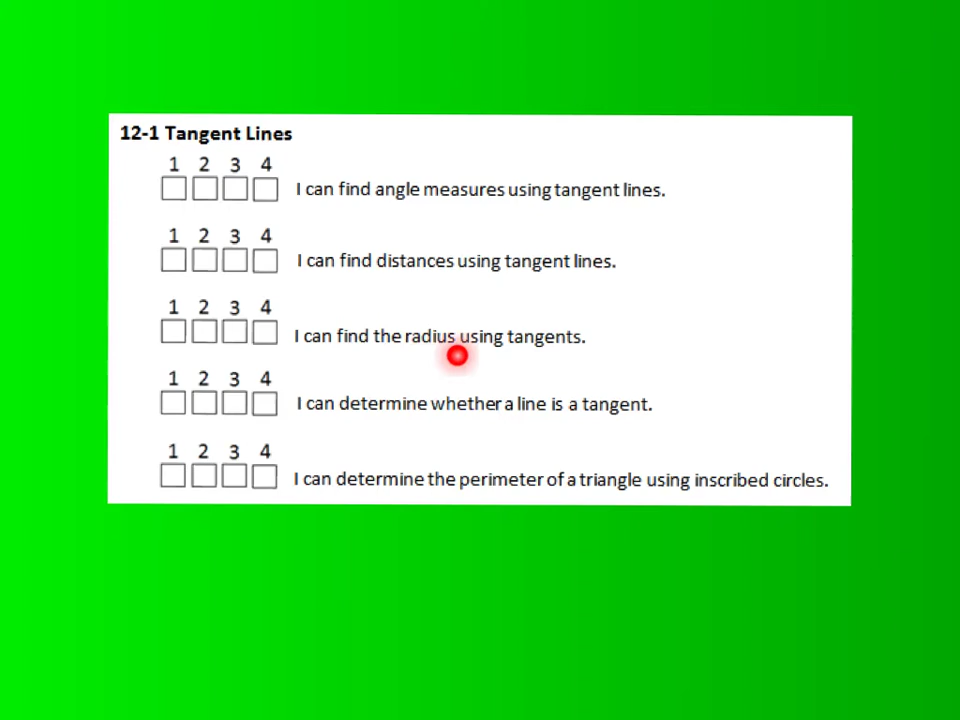 12-1 Tangent Lines
1 2 3 4
I can find angle measures using tangent lines.
1 2 3 4
I can find distances using tangent lines.
1 2 3 4
I can find the radius using tangents.
1 2 3 4
I can determine whether a line is a tangent.
1 2 3 4
I can determine the perimeter of a triangle using inscribed circles.